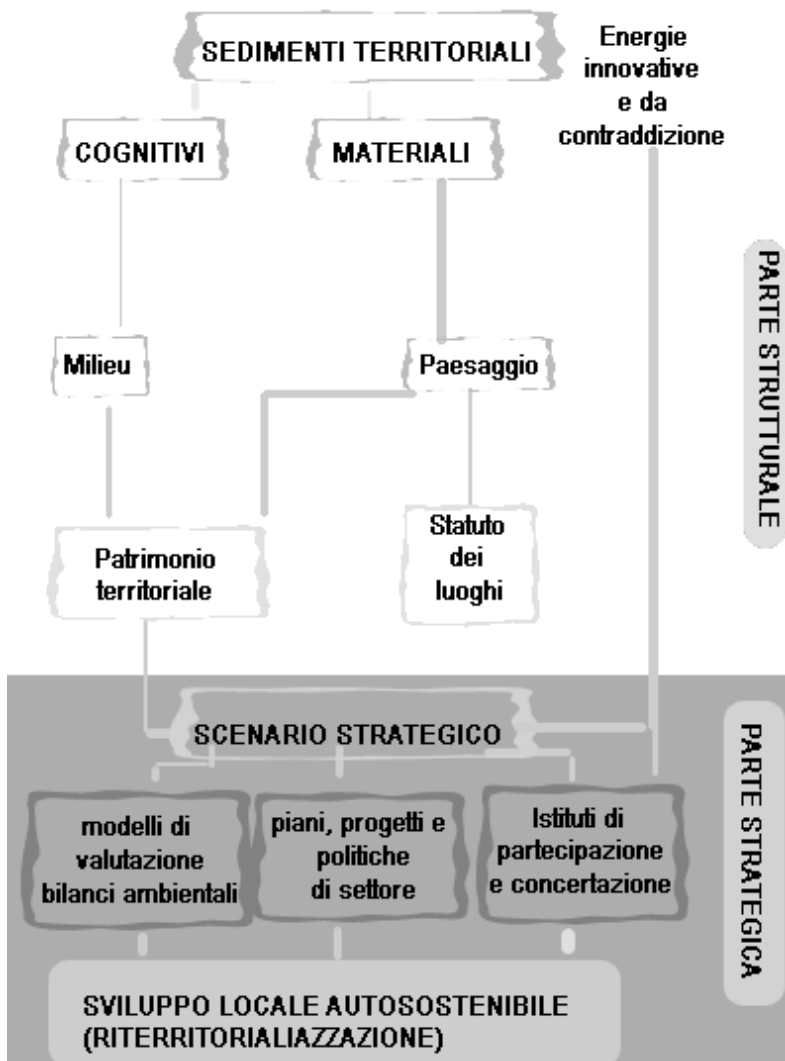 SEDIMENTI TERRITORIALI
Energie
innovative
e da
contraddizione
COGNITIVI
MATERIALI
PARTE STRUTTURALE
Milieu
Paesaggio
Patrimonio
territoriale
Statuto
dei
luoghi
SCENARIO STRATEGICO
PARTE STRATEGICA
modelli di
valutazione
bilanci ambientali
piani, progetti e
politiche
di settore
Istituti di
partecipazione
e concertazione
SVILUPPO LOCALE AUTOSOSTENIBILE
(RITERRITORIALIAZZAZIONE)